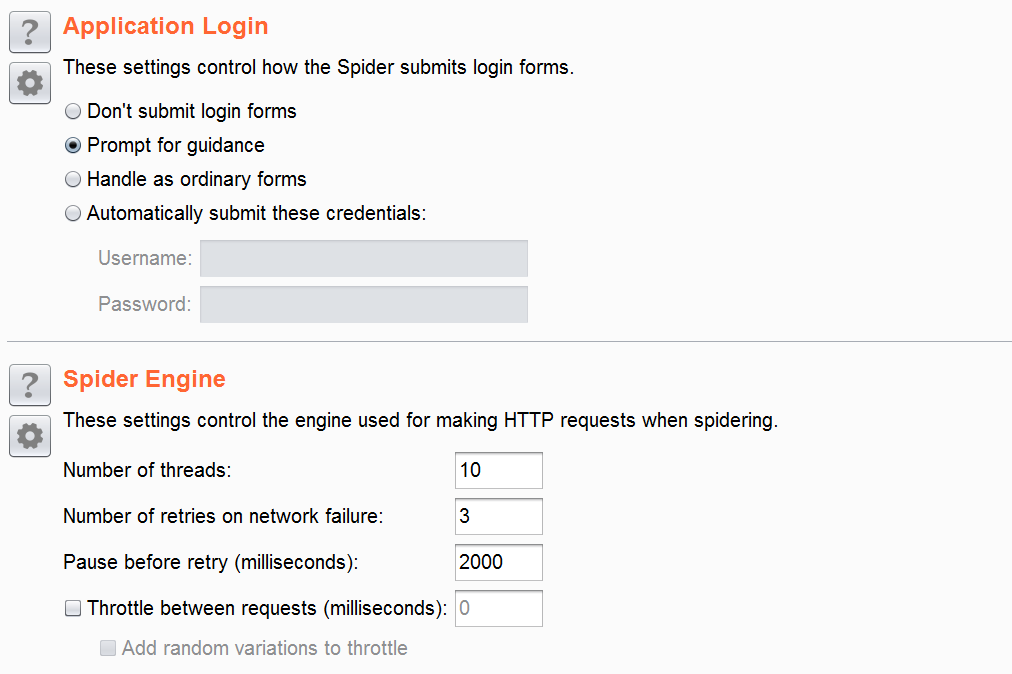 ?
Application Login
These settings control how the Spider submits login forms.
Don't submit login forms
Prompt for guidance
Handle as ordinary forms
Automatically submit these credentials:
Username:
Password:
?
Spider Engine
These settings control the engine used for making HTTP requests when spidering.
Number of threads: 10
Number of retries on network failure: 3
Pause before retry (milliseconds): 2000
Throttle between requests (milliseconds): 0
Add random variations to throttle